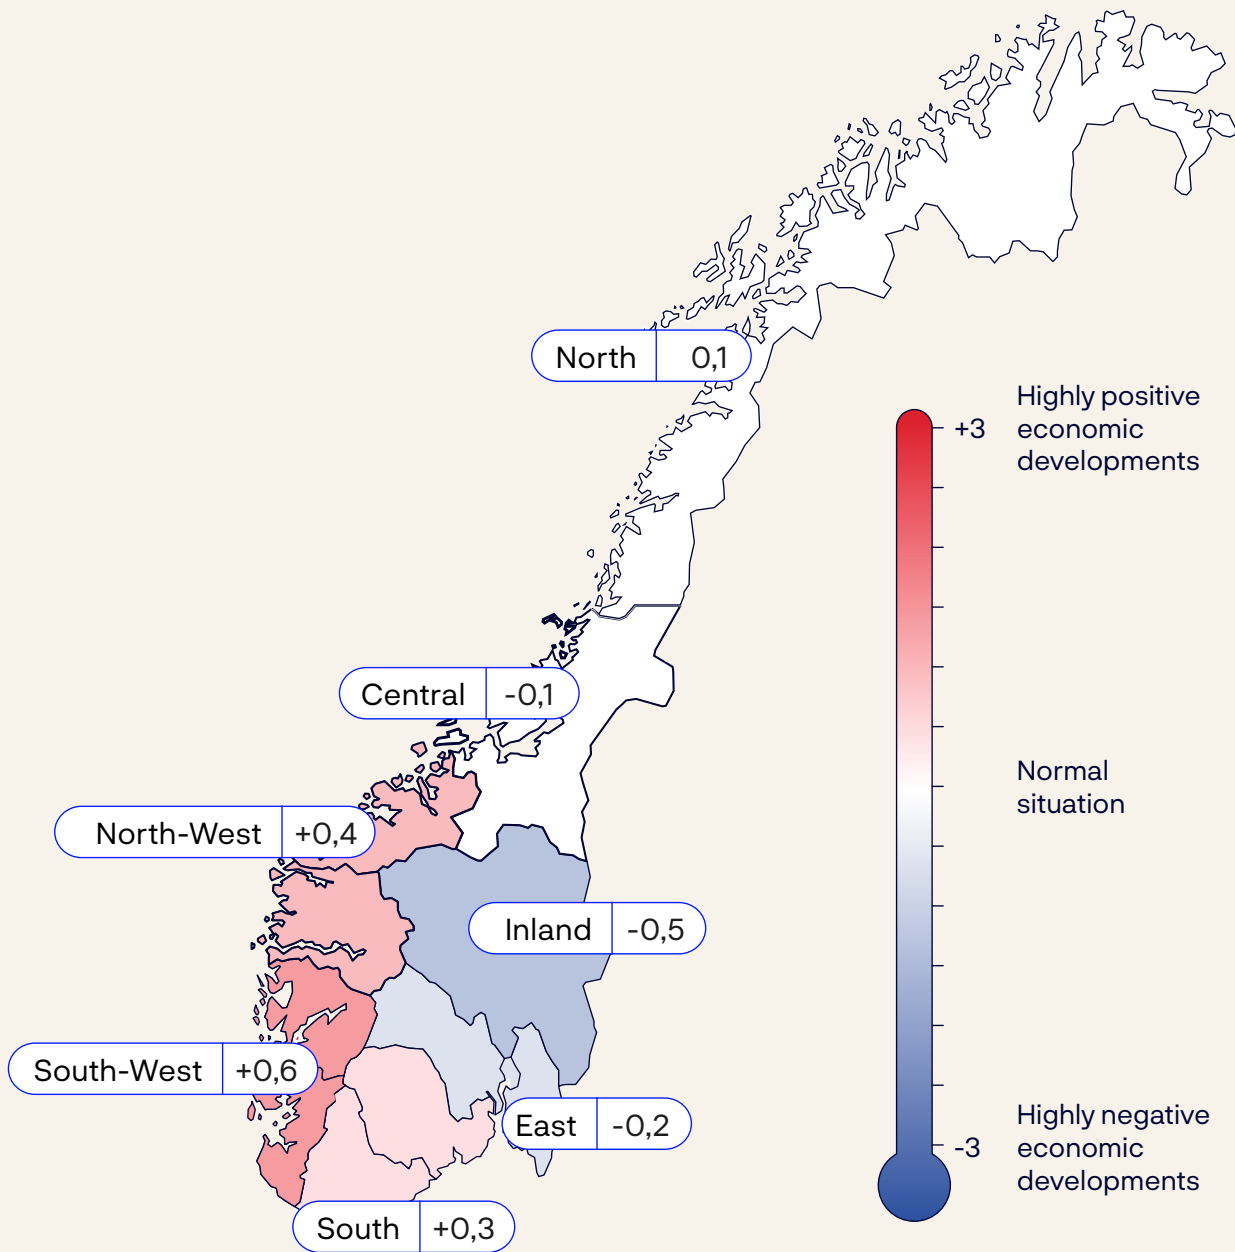 North 0,1
Highly positive
economic
developments
+3
Central -0,1
Normal
situation
North-West +0,4
Inland -0,5
South-West +0,6
East -0,2
Highly negative
economic
developments
-3
South +0,3